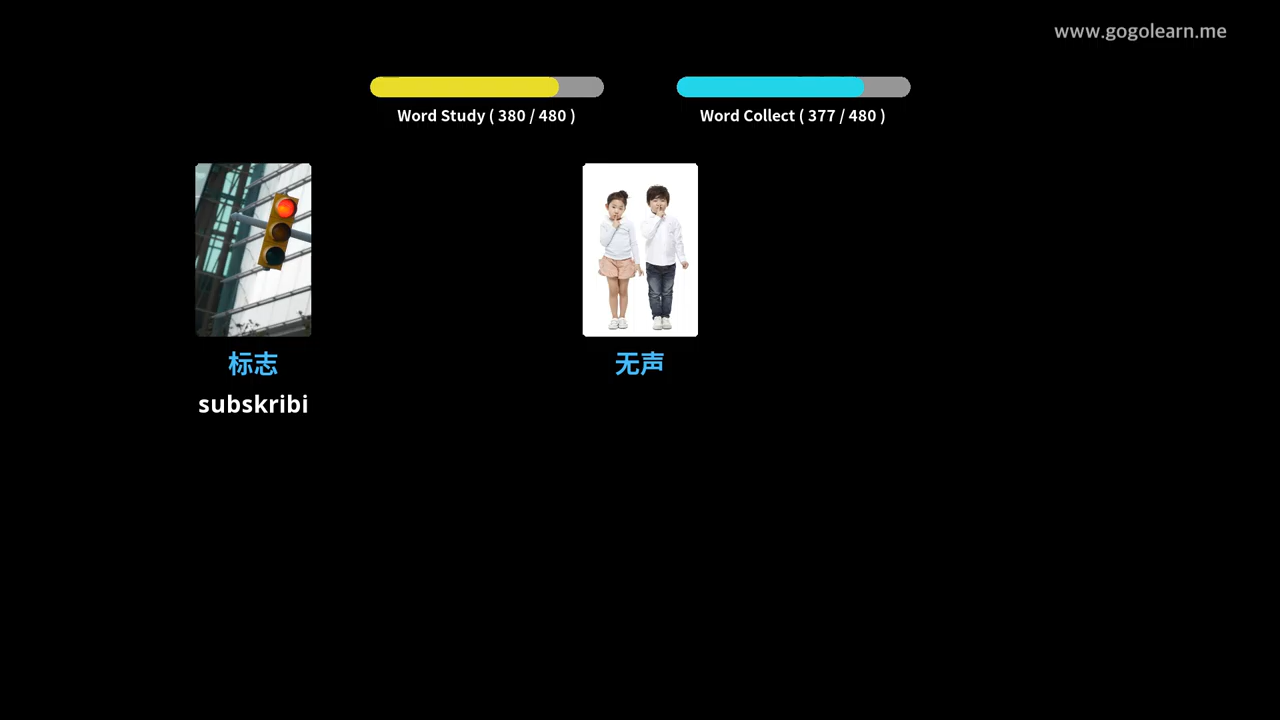 www.gogolearn.me
Word Study ( 380 / 480 )
Word Collect ( 377 / 480 )
标志
无声
subskribi